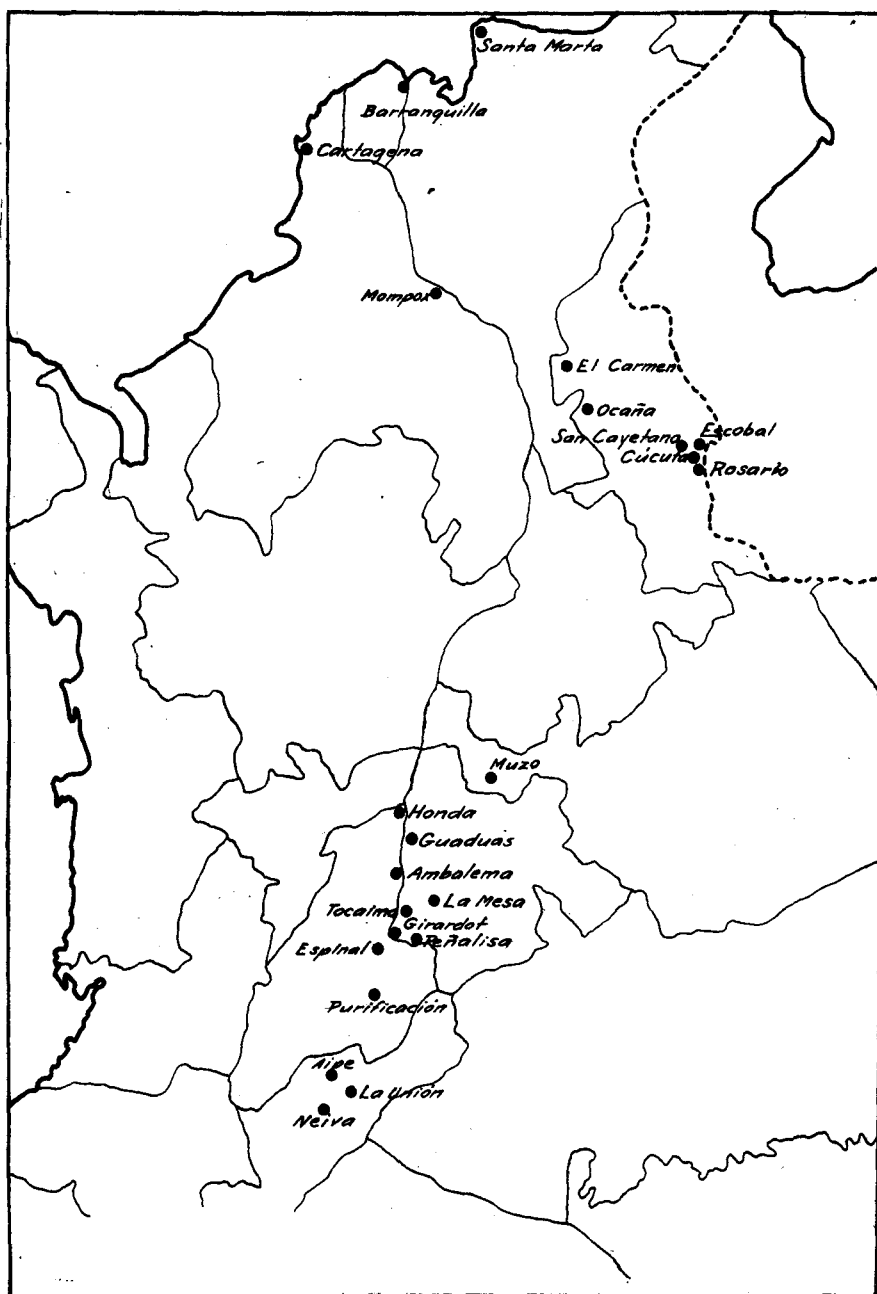 Santa Marta
Barranquilla
Cartagena
Mompox
El Carmen
Ocaña
San Cayetano
Escobal
Cúcuta
Rosario
Muzo
Honda
Guaduas
Ambalema
La Mesa
Tocaima
Girardot
Peñalisa
Espinal
Purificación
Aipe
La Unión
Neiva